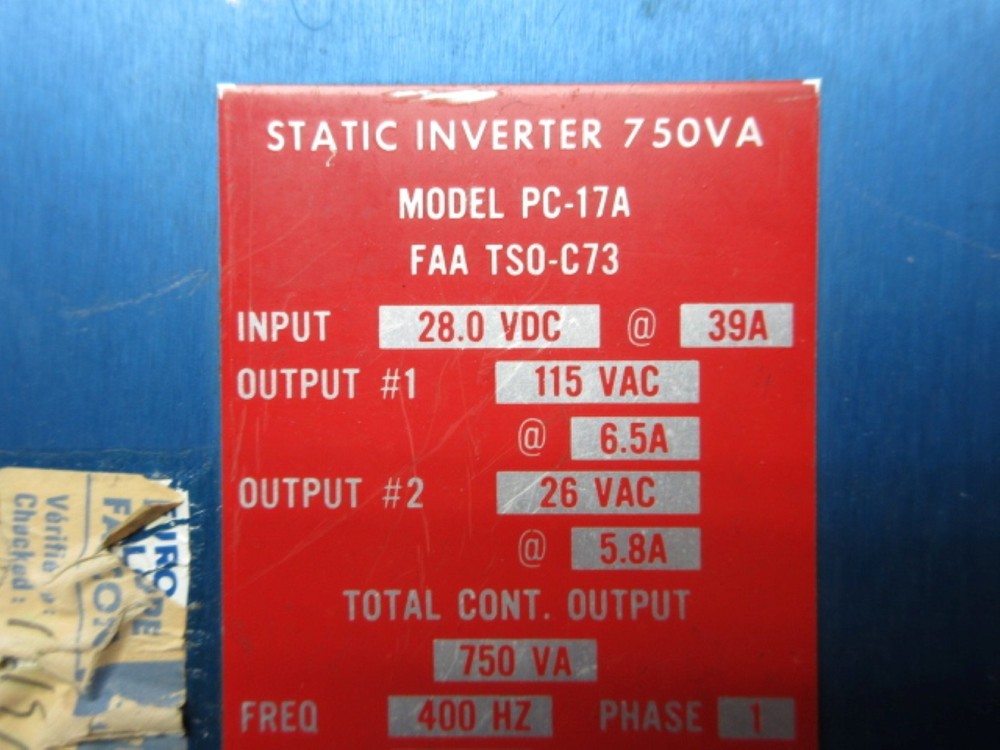 STATIC INVERTER 750VA
MODEL PC-17A
FAA TSO-C73
INPUT 28.0 VDC @ 39A
OUTPUT #1 115 VAC
@ 6.5A
OUTPUT #2 26 VAC
@ 5.8A
TOTAL CONT. OUTPUT
750 VA
FREQ 400 HZ PHASE 1
Checked: